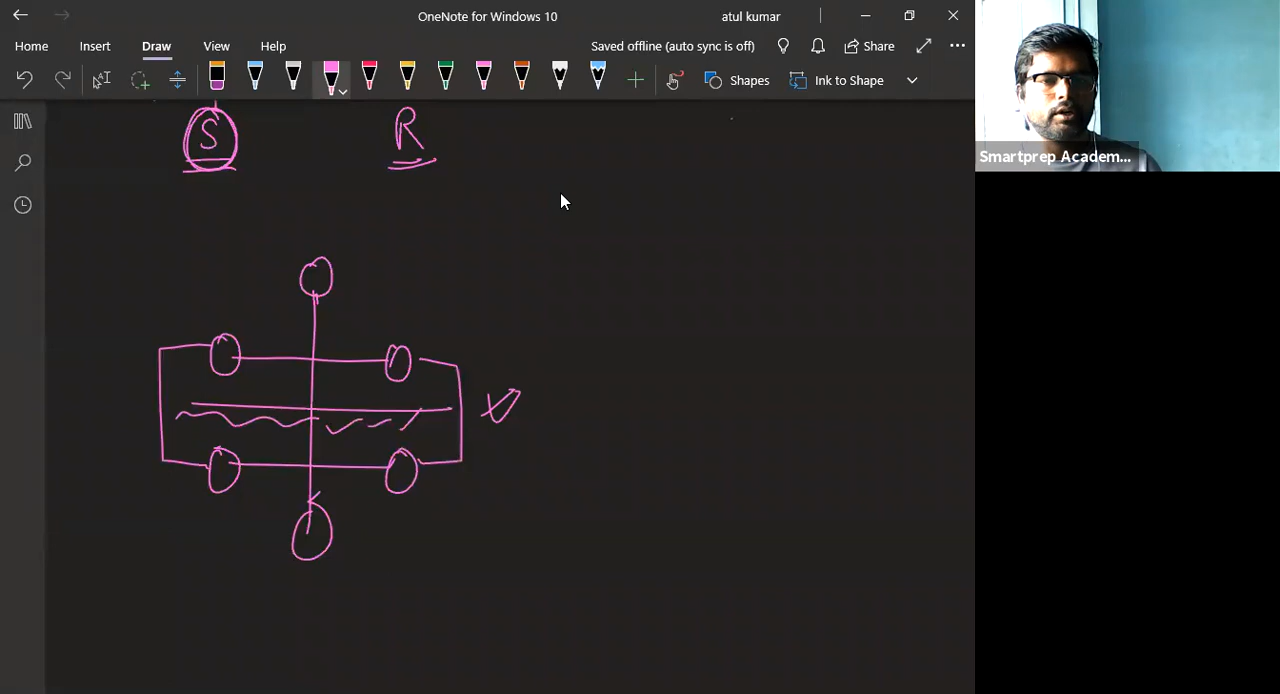 OneNote for Windows 10
atul kumar
Home Insert Draw View Help
Saved offline (auto sync is off)
Share
Shapes
Ink to Shape
Smartprep Academ...
S R